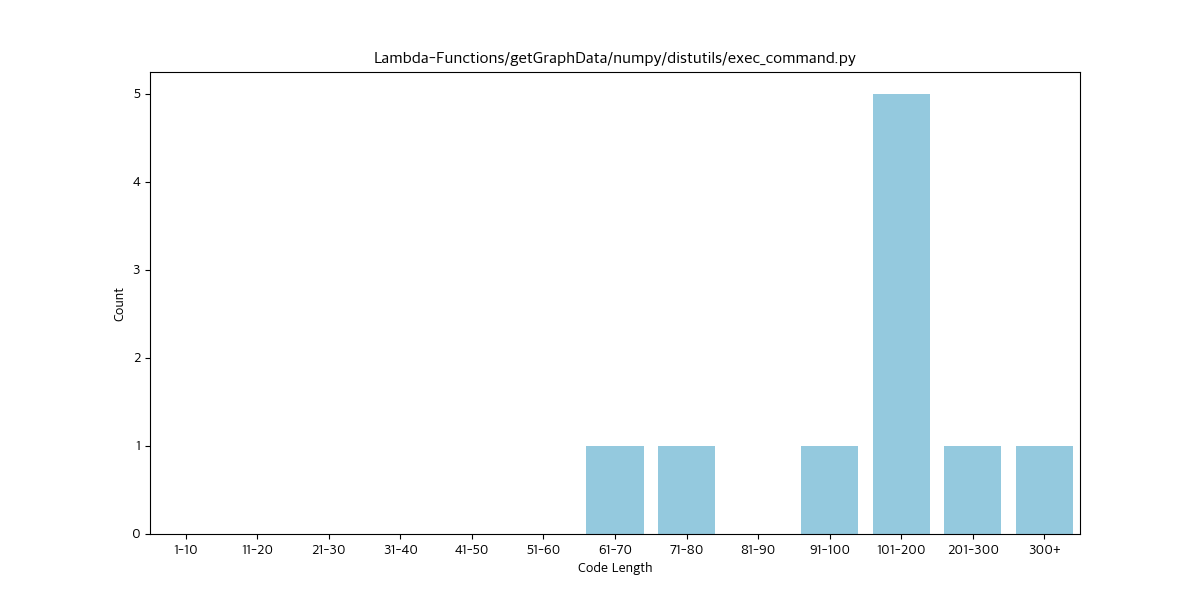 Lambda-Functions/getGraphData/numpy/distutils/exec_command.py
5
4
3
2
1
0
Count
1-10 11-20 21-30 31-40 41-50 51-60 61-70 71-80 81-90 91-100 101-200 201-300 300+
Code Length